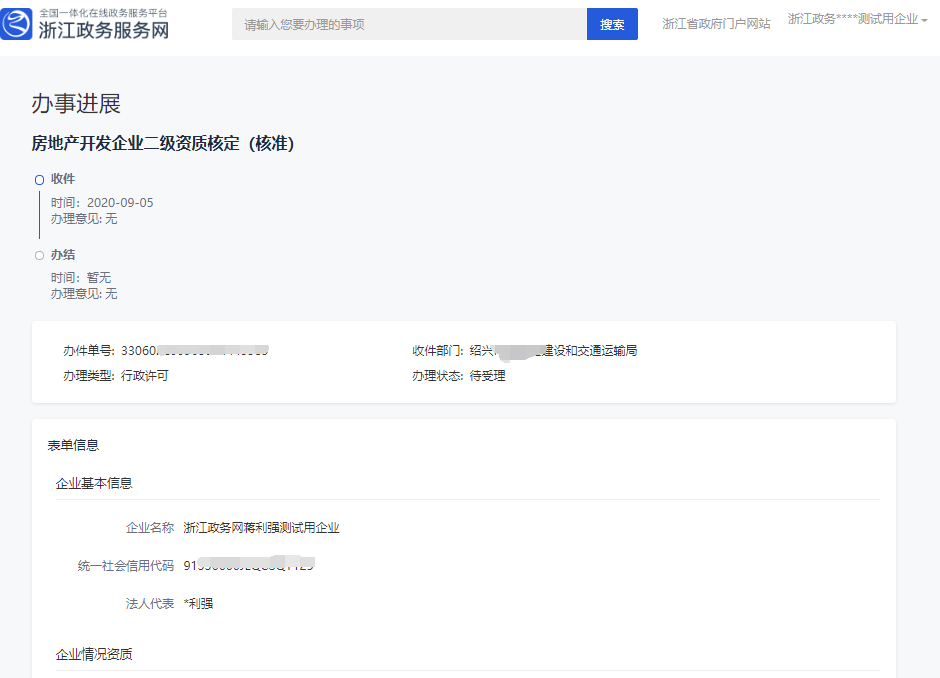 全国一体化在线政务服务平台
浙江政务服务网
请输入您要办理的事项
搜索
浙江省政府门户网站
浙江政务****测试用企业
办事进展
房地产开发企业二级资质核定（核准）
收件
时间：2020-09-05
办理意见: 无
办结
时间：暂无
办理意见: 无
办件单号: 33060
收件部门: 绍兴 建设和交通运输局
办理类型: 行政许可
办理状态: 待受理
表单信息
企业基本信息
企业名称 浙江政务网蒋利强测试用企业
统一社会信用代码 91
法人代表 *利强
企业情况资质